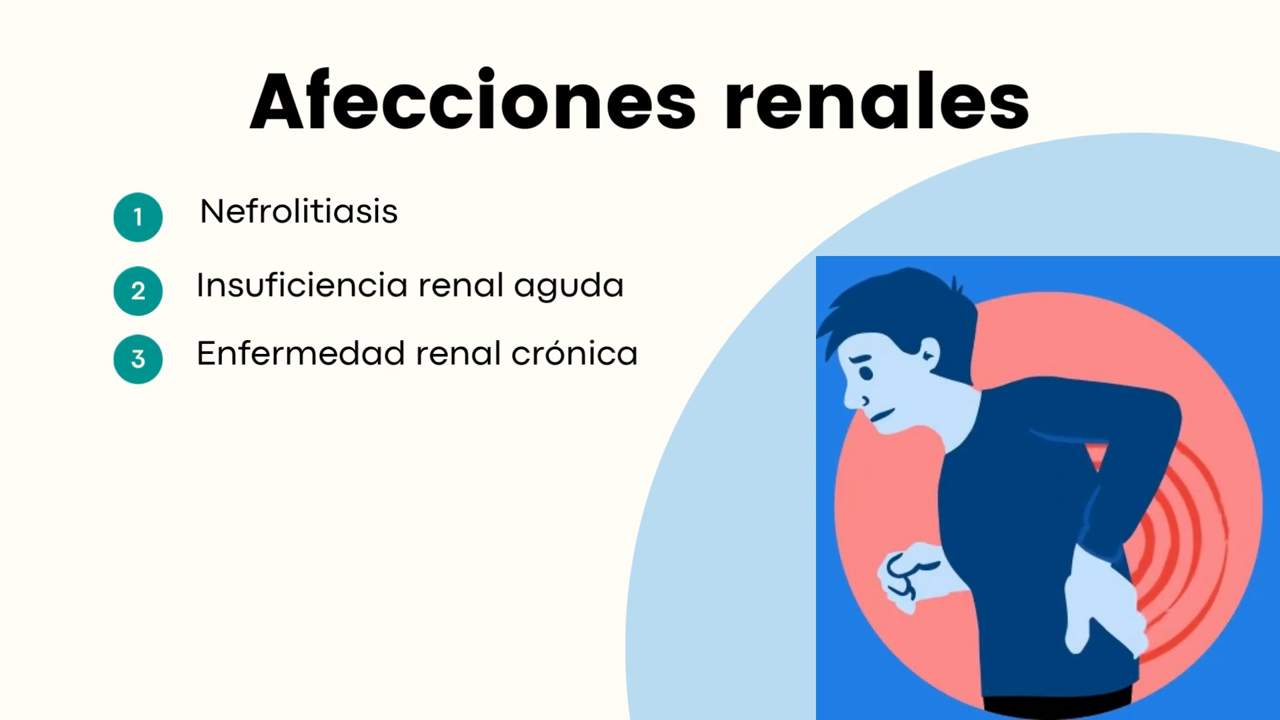 Afecciones renales
1 Nefrolitiasis
2 Insuficiencia renal aguda
3 Enfermedad renal crónica